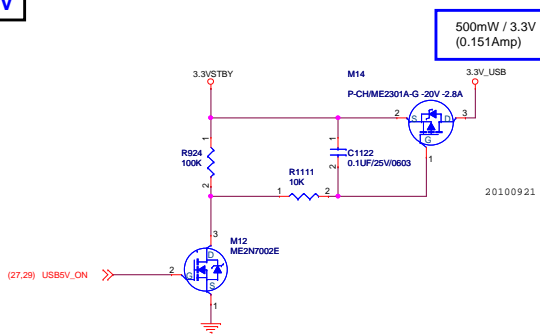 V
500mW / 3.3V
(0.151Amp)
3.3VSTBY
M14
3.3V_USB
P-CH/ME2301A-G -20V -2.8A
2
S
D
3
G
1
1
R924
100K
2
1
C1122
0.1UF/25V/0603
2
R1111
10K
1
2
20100921
3
M12
ME2N7002E
D
(27,29) USB5V_ON
2
G
S
1